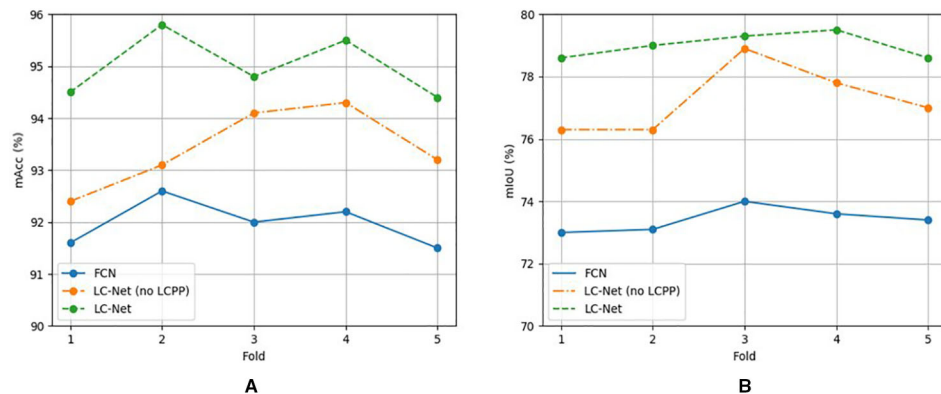 96
95
94
93
92
91
90
mAcc (%)
FCN
LC-Net (no LCPP)
LC-Net
1 2 3 4 5
Fold
A
80
78
76
74
72
70
mIoU (%)
FCN
LC-Net (no LCPP)
LC-Net
1 2 3 4 5
Fold
B